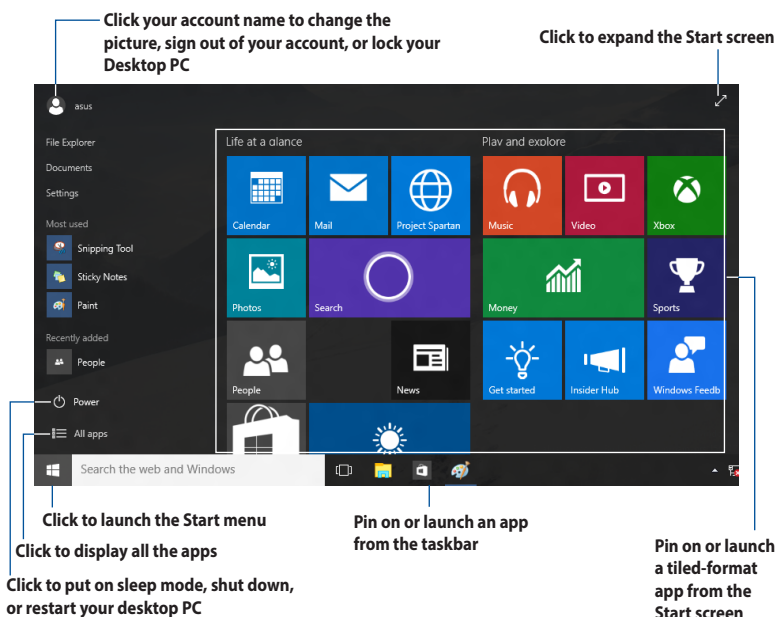 Click your account name to change the
picture, sign out of your account, or lock your
Desktop PC
Click to expand the Start screen
asus
File Explorer
Documents
Settings
Most used
Snipping Tool
Sticky Notes
Paint
Recently added
People
Power
All apps
Search the web and Windows
Life at a glance
Calendar
Mail
Project Spartan
Photos
Search
People
News
Play and explore
Music
Video
Xbox
Money
Sports
Get started
Insider Hub
Windows Feedb
Click to launch the Start menu
Click to display all the apps
Click to put on sleep mode, shut down,
or restart your desktop PC
Pin on or launch an app
from the taskbar
Pin on or launch
a tiled-format
app from the
Start screen